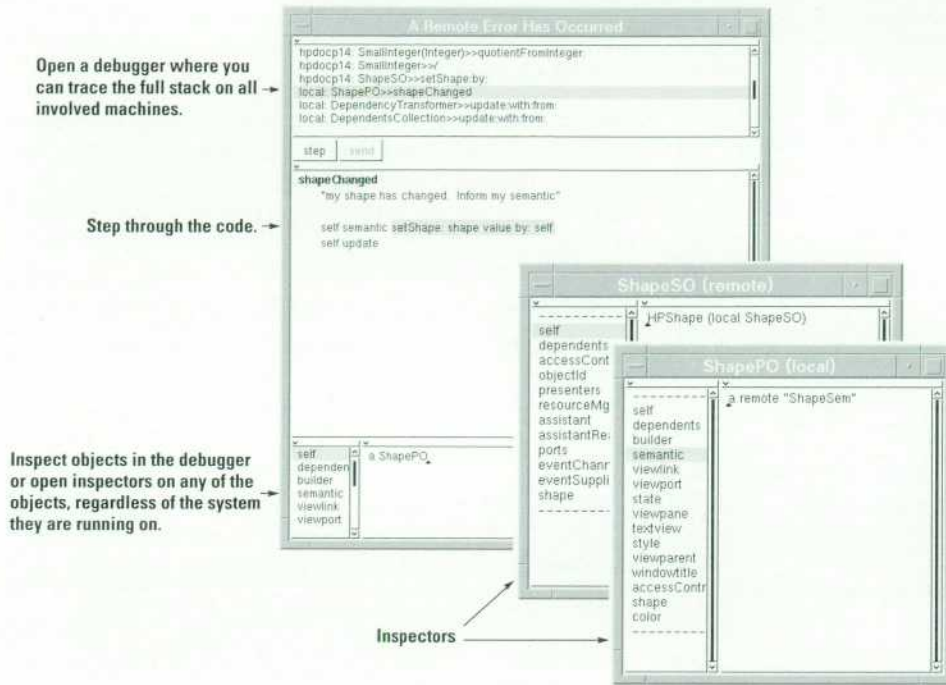 A Remote Error Has Occurred
hpdocp14: SmallInteger(Integer)>>quotientFromInteger:
hpdocp14: SmallInteger>>/
hpdocp14: ShapeSO>>setShape:by:
local: ShapePO>>shapeChanged
local: DependencyTransformer>>update:with:from:
local: DependentsCollection>>update:with:from:
Open a debugger where you
can trace the full stack on all
involved machines.
step send
shapeChanged
"my shape has changed. Inform my semantic"
self semantic setShape: shape value by: self.
self update
Step through the code.
ShapeSO (remote)
self
dependents
accessCont
objectId
presenters
resourceMg
assistant
assistantRe
ports
eventChann
eventSuppli
shape
HPShape (local ShapeSO)
ShapePO (local)
self
dependents
builder
semantic
viewlink
viewport
state
viewpane
textview
style
viewparent
windowtitle
accessContr
shape
color
a remote "ShapeSem"
Inspect objects in the debugger
or open inspectors on any of the
objects, regardless of the system
they are running on.
self
dependen
builder
semantic
viewlink
viewport
a ShapePO
Inspectors